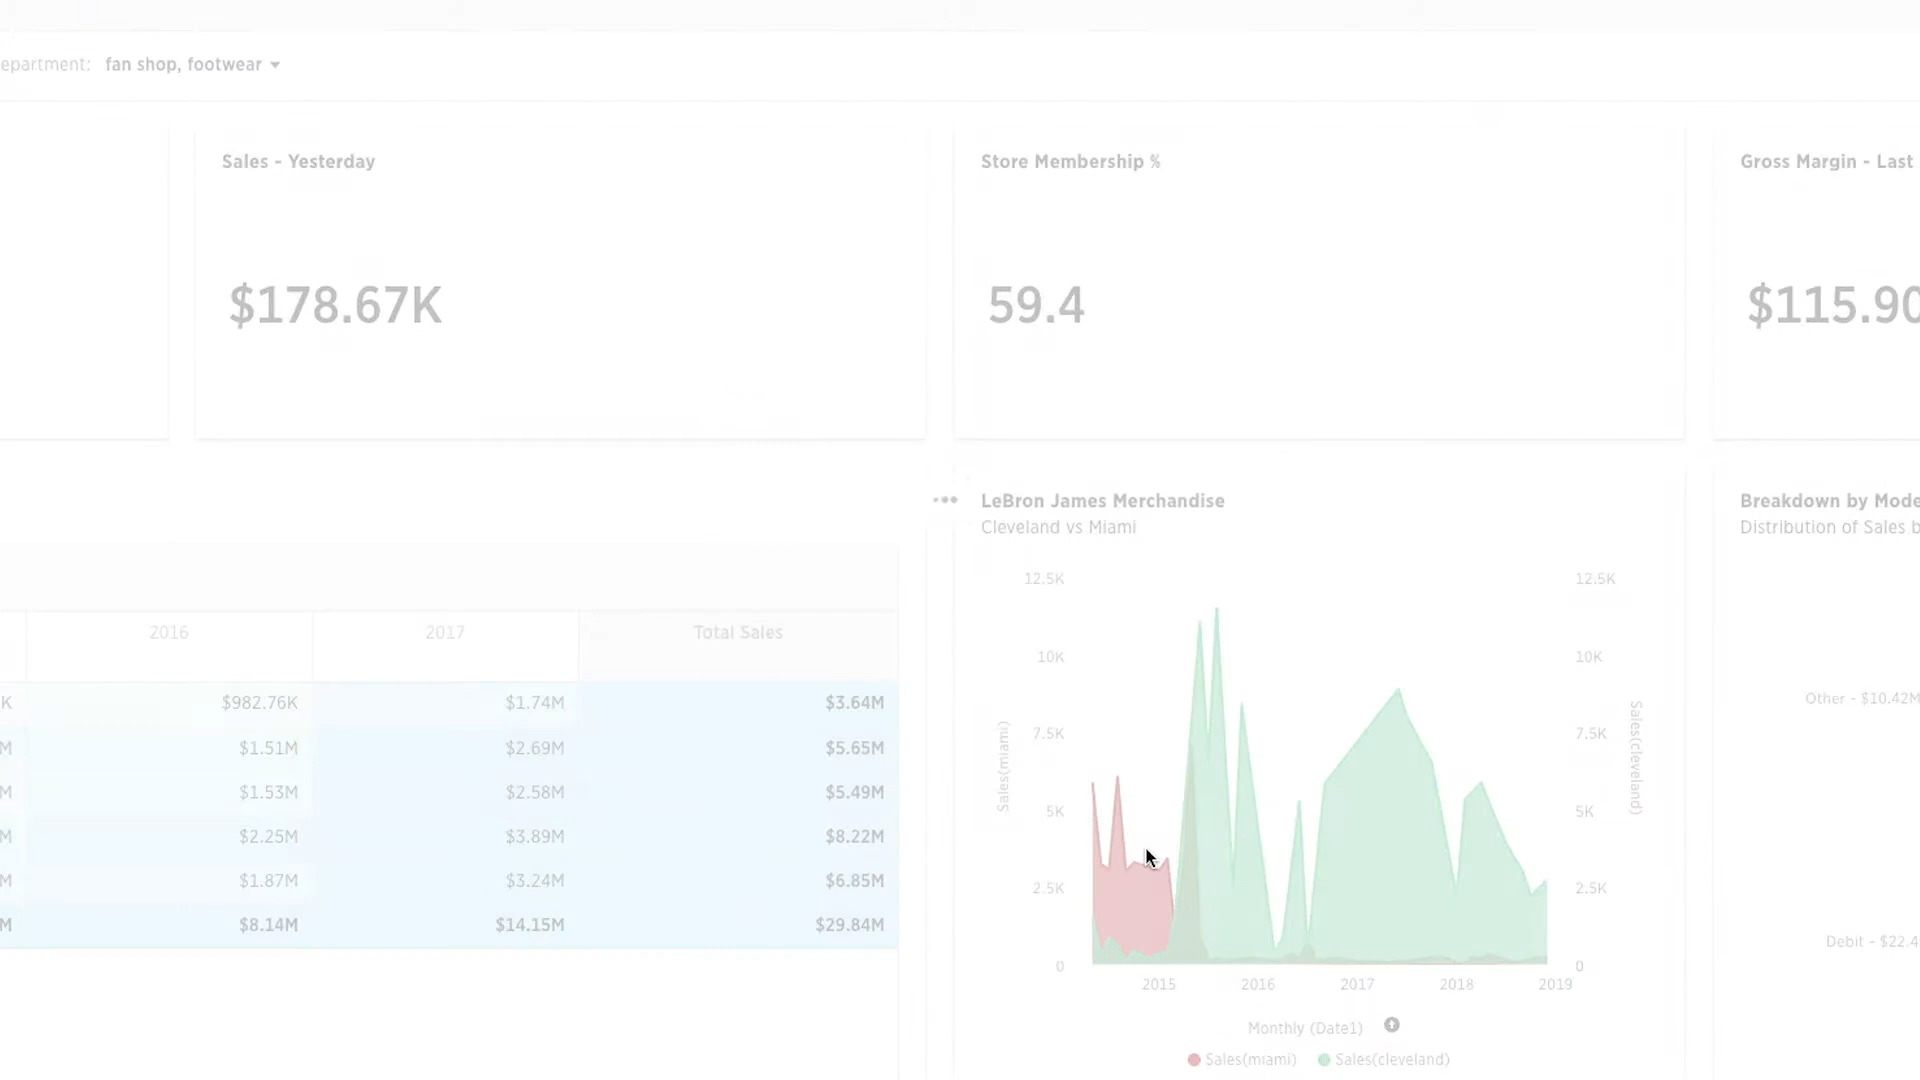 epartment: fan shop, footwear
Sales - Yesterday
$178.67K
Store Membership %
59.4
Gross Margin - Last
$115.90
2016 2017 Total Sales
K $982.76K $1.74M $3.64M
M $1.51M $2.69M $5.65M
M $1.53M $2.58M $5.49M
M $2.25M $3.89M $8.22M
M $1.87M $3.24M $6.85M
M $8.14M $14.15M $29.84M
LeBron James Merchandise
Cleveland vs Miami
12.5K 12.5K
10K 10K
7.5K 7.5K
5K 5K
2.5K 2.5K
0 0
Sales(miami)
Sales(cleveland)
2015 2016 2017 2018 2019
Monthly (Date1)
Sales(miami) Sales(cleveland)
Breakdown by Mode
Distribution of Sales b
Other - $10.42M
Debit - $22.4